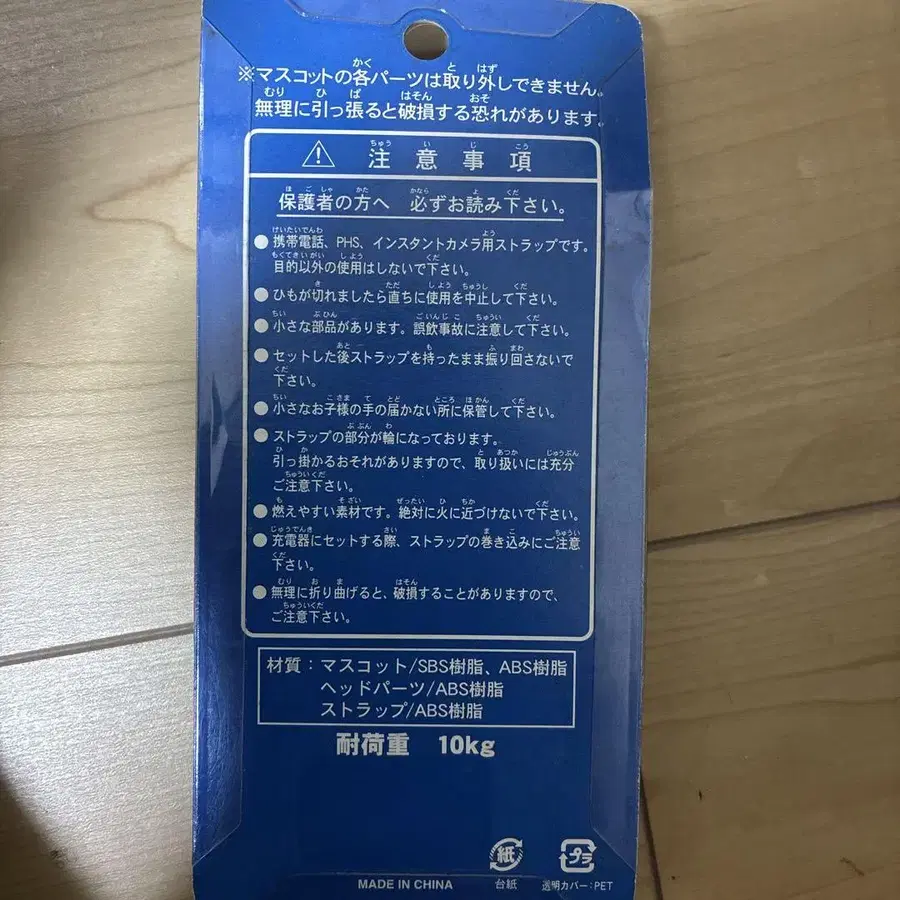 ※マスコットの各パーツは取り外しできません。
無理に引っ張ると破損する恐れがあります。
⚠ 注意事項
保護者の方へ 必ずお読み下さい。
●携帯電話、PHS、インスタントカメラ用ストラップです。
目的以外の使用はしないで下さい。
●ひもが切れましたら直ちに使用を中止して下さい。
●小さな部品があります。誤飲事故に注意して下さい。
●セットした後ストラップを持ったまま振り回さないで
下さい。
●小さなお子様の手の届かない所に保管して下さい。
●ストラップの部分が輪になっております。
引っ掛かるおそれがありますので、取り扱いには充分
ご注意下さい。
●燃えやすい素材です。絶対に火に近づけないで下さい。
●充電器にセットする際、ストラップの巻き込みにご注意
下さい。
●無理に折り曲げると、破損することがありますので、
ご注意下さい。
材質：マスコット/SBS樹脂、ABS樹脂
ヘッドパーツ/ABS樹脂
ストラップ/ABS樹脂
耐荷重 10kg
紙 プラ
MADE IN CHINA 台紙 透明カバー：PET